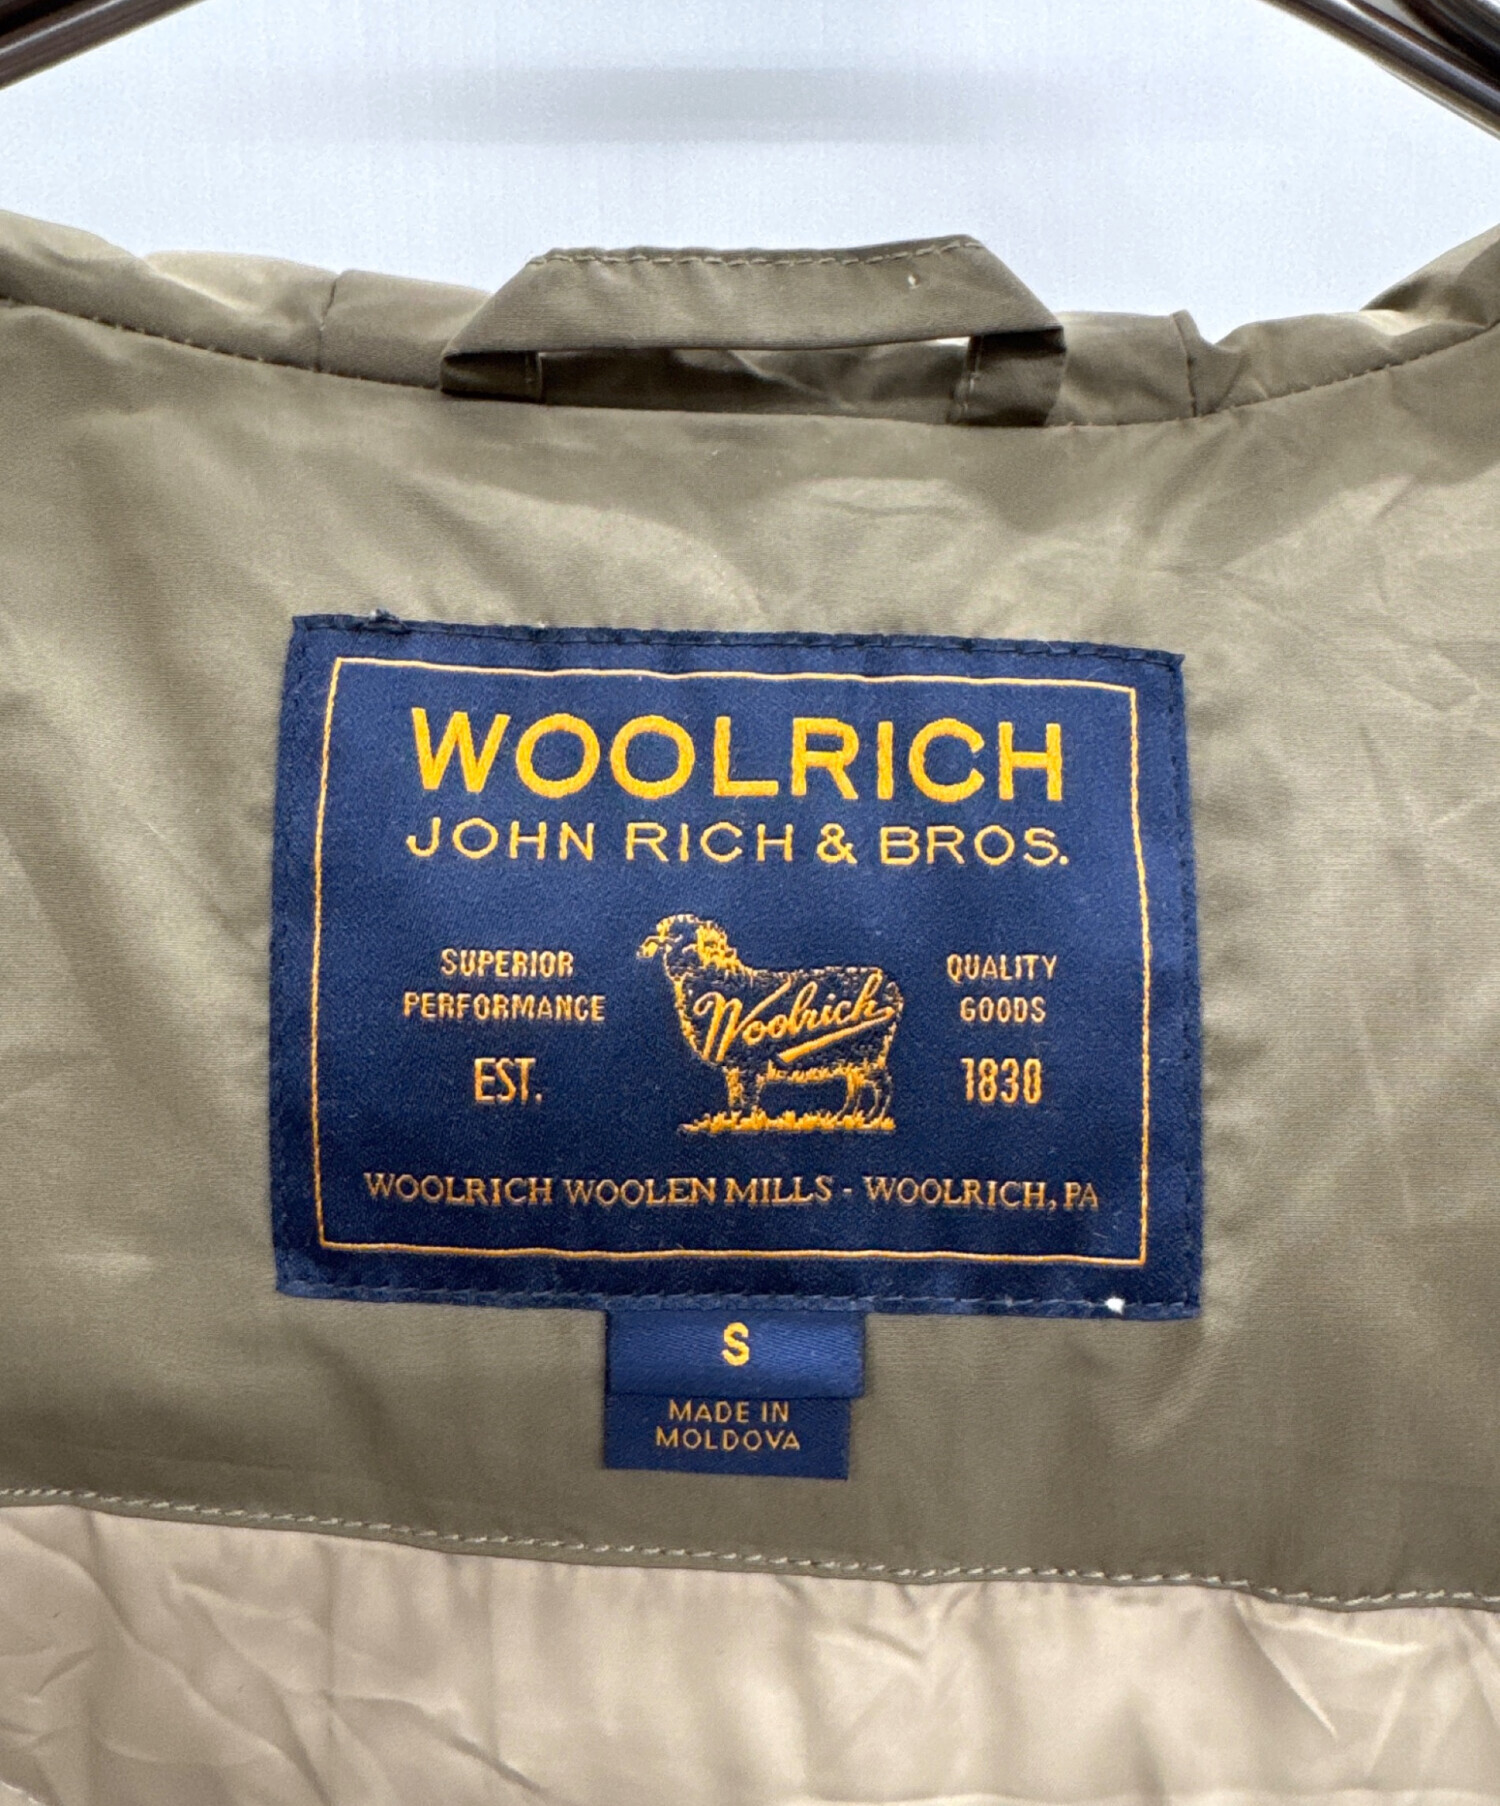 WOOLRICH
JOHN RICH & BROS.
SUPERIOR
PERFORMANCE
EST.
Woolrich
QUALITY
GOODS
1830
WOOLRICH WOOLEN MILLS - WOOLRICH, PA
S
MADE IN
MOLDOVA